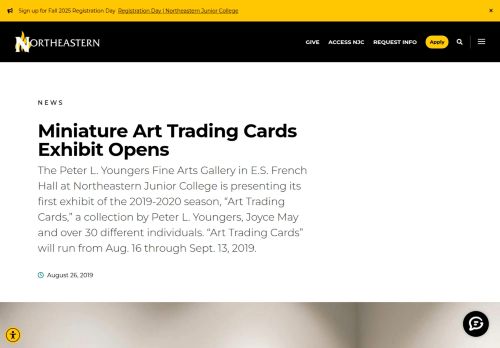 Sign up for Fall 2025 Registration Day Registration Day | Northeastern Junior College ×
NORTHEASTERN GIVE ACCESS NJC REQUEST INFO Apply
NEWS
Miniature Art Trading Cards
Exhibit Opens
The Peter L. Youngers Fine Arts Gallery in E.S. French
Hall at Northeastern Junior College is presenting its
first exhibit of the 2019-2020 season, “Art Trading
Cards,” a collection by Peter L. Youngers, Joyce May
and over 30 different individuals. “Art Trading Cards”
will run from Aug. 16 through Sept. 13, 2019.
August 26, 2019